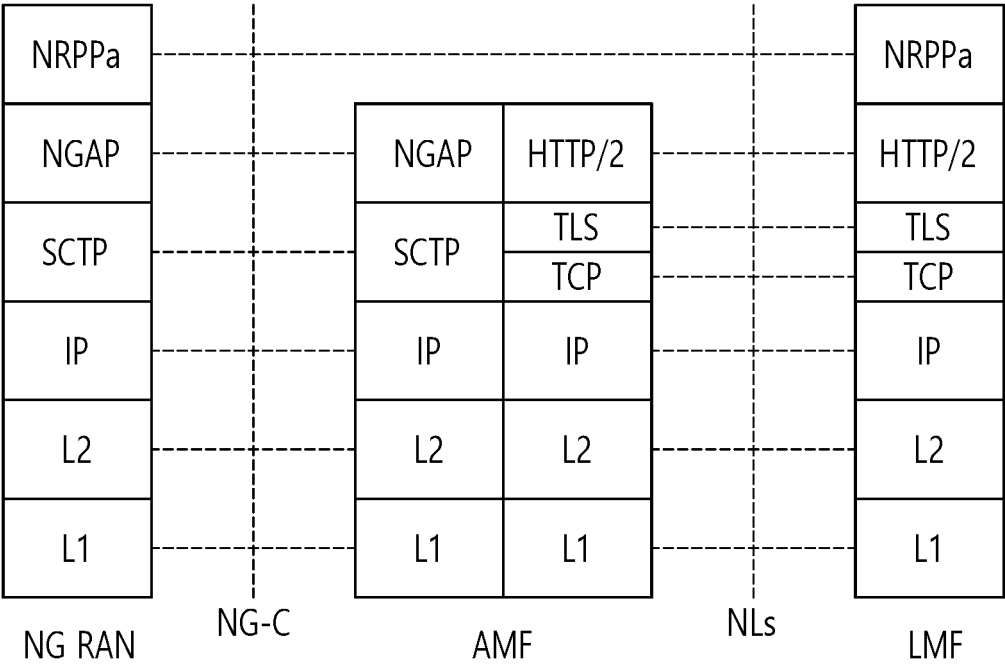 NRPPa NRPPa
NGAP NGAP HTTP/2 HTTP/2
SCTP SCTP TLS TLS
TCP TCP
IP IP IP IP
L2 L2 L2 L2
L1 L1 L1 L1
NG-C NLs
NG RAN AMF LMF